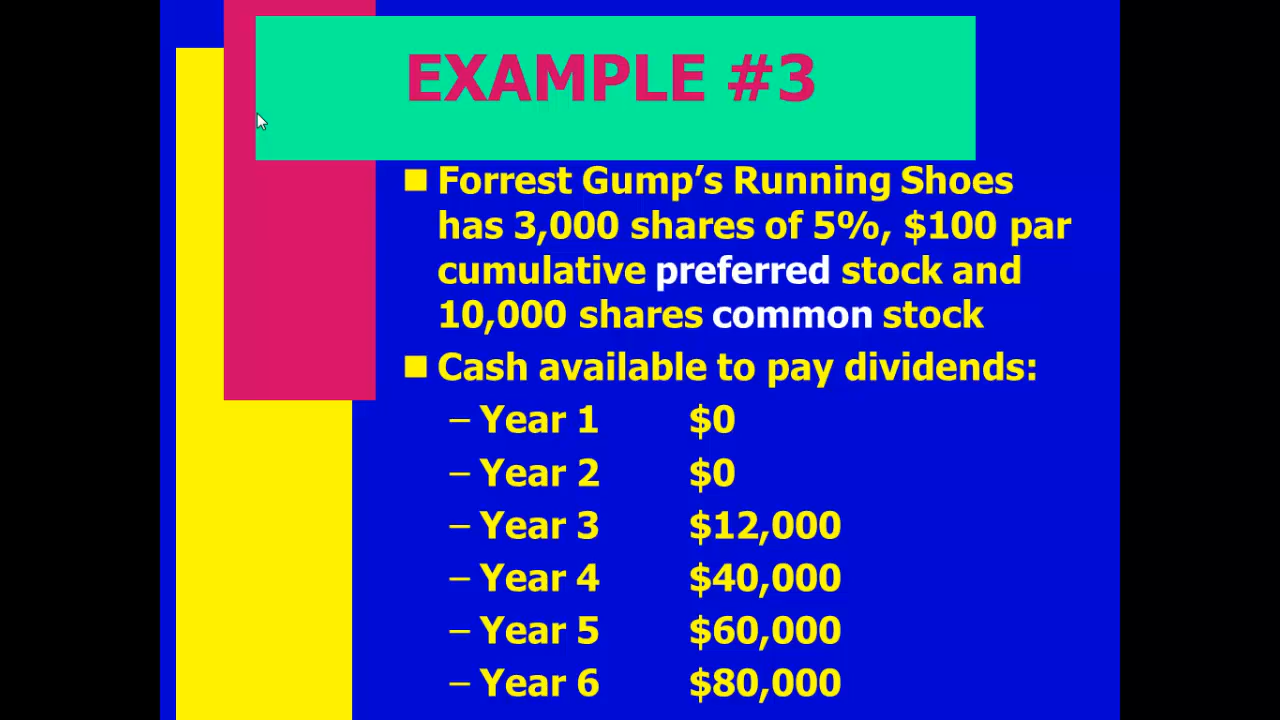 EXAMPLE #3
■ Forrest Gump’s Running Shoes
has 3,000 shares of 5%, $100 par
cumulative preferred stock and
10,000 shares common stock
■ Cash available to pay dividends:
– Year 1 $0
– Year 2 $0
– Year 3 $12,000
– Year 4 $40,000
– Year 5 $60,000
– Year 6 $80,000